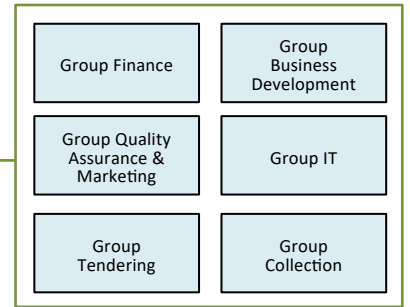 Group Finance
Group
Business
Development
Group Quality
Assurance &
Marketing
Group IT
Group
Tendering
Group
Collection